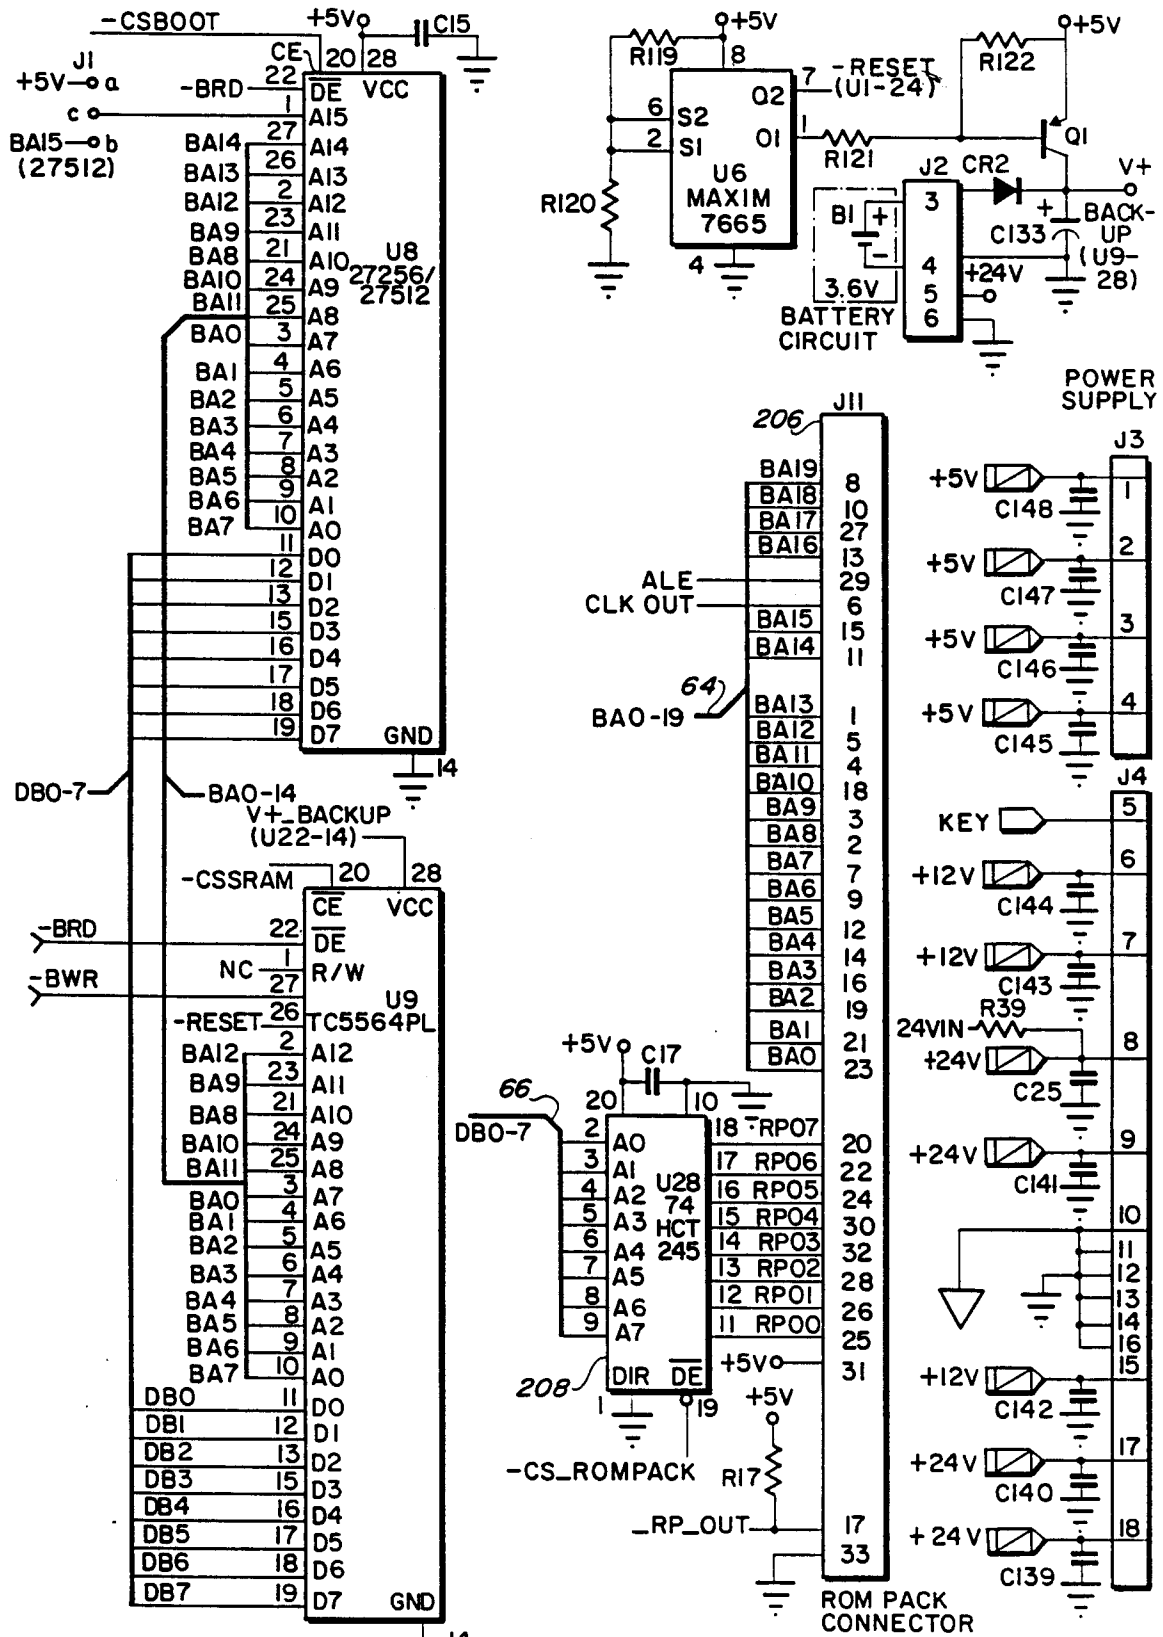 -CSBOOT
+5V
C15
J1
CE
20
28
+5V
a
-BRD
22
DE
VCC
c
1
A15
BA15
b
(27512)
BA14
27
A14
BA13
26
A13
BA12
2
A12
BA9
23
A11
BA8
21
A10
BA10
24
A9
BA11
25
A8
BA0
3
A7
BA1
4
A6
BA2
5
A5
BA3
6
A4
BA4
7
A3
BA5
8
A2
BA6
9
A1
BA7
10
A0
U8
27256/
27512
11
D0
12
D1
13
D2
15
D3
16
D4
17
D5
18
D6
19
D7
GND
14
DB0-7
BA0-14
V+_BACKUP
(U22-14)
-CSSRAM
20
28
CE
VCC
-BRD
22
DE
NC
1
R/W
-BWR
27
U9
-RESET
26
TC5564PL
BA12
2
A12
BA9
23
A11
BA8
21
A10
BA10
24
A9
BA11
25
A8
BA0
3
A7
BA1
4
A6
BA2
5
A5
BA3
6
A4
BA4
7
A3
BA5
8
A2
BA6
9
A1
BA7
10
A0
DB0
11
D0
DB1
12
D1
DB2
13
D2
DB3
15
D3
DB4
16
D4
DB5
17
D5
DB6
18
D6
DB7
19
D7
GND
14
+5V
R119
8
7
-RESET
(U1-24)
O2
6
S2
2
S1
O1
1
R121
U6
MAXIM
7665
R120
4
+5V
R122
Q1
J2
CR2
V+
3
B1
+
-
4
C133
+
BACK-
UP
(U9-
28)
+24V
5
6
3.6V
BATTERY
CIRCUIT
J11
206
BA19
8
BA18
10
BA17
27
BA16
13
ALE
29
CLK OUT
6
BA15
15
BA14
11
64
BA0-19
BA13
1
BA12
5
BA11
4
BA10
18
BA9
3
BA8
2
BA7
7
BA6
9
BA5
12
BA4
14
BA3
16
BA2
19
BA1
21
BA0
23
+5V
C17
66
DB0-7
20
10
2
A0
3
A1
4
A2
5
A3
6
A4
7
A5
8
A6
9
A7
U28
74
HCT
245
18
RP07
20
17
RP06
22
16
RP05
24
15
RP04
30
14
RP03
32
13
RP02
28
12
RP01
26
11
RP00
25
208
DIR
DE
1
19
+5V
31
-CS_ROMPACK
+5V
R17
_RP_OUT
17
33
ROM PACK
CONNECTOR
POWER
SUPPLY
J3
+5V
C148
1
+5V
C147
2
+5V
C146
3
+5V
C145
4
J4
KEY
5
+12V
C144
6
+12V
C143
7
24VIN
R39
+24V
C25
8
+24V
C141
9
10
11
12
13
14
16
+12V
C142
15
+24V
C140
17
+24V
C139
18